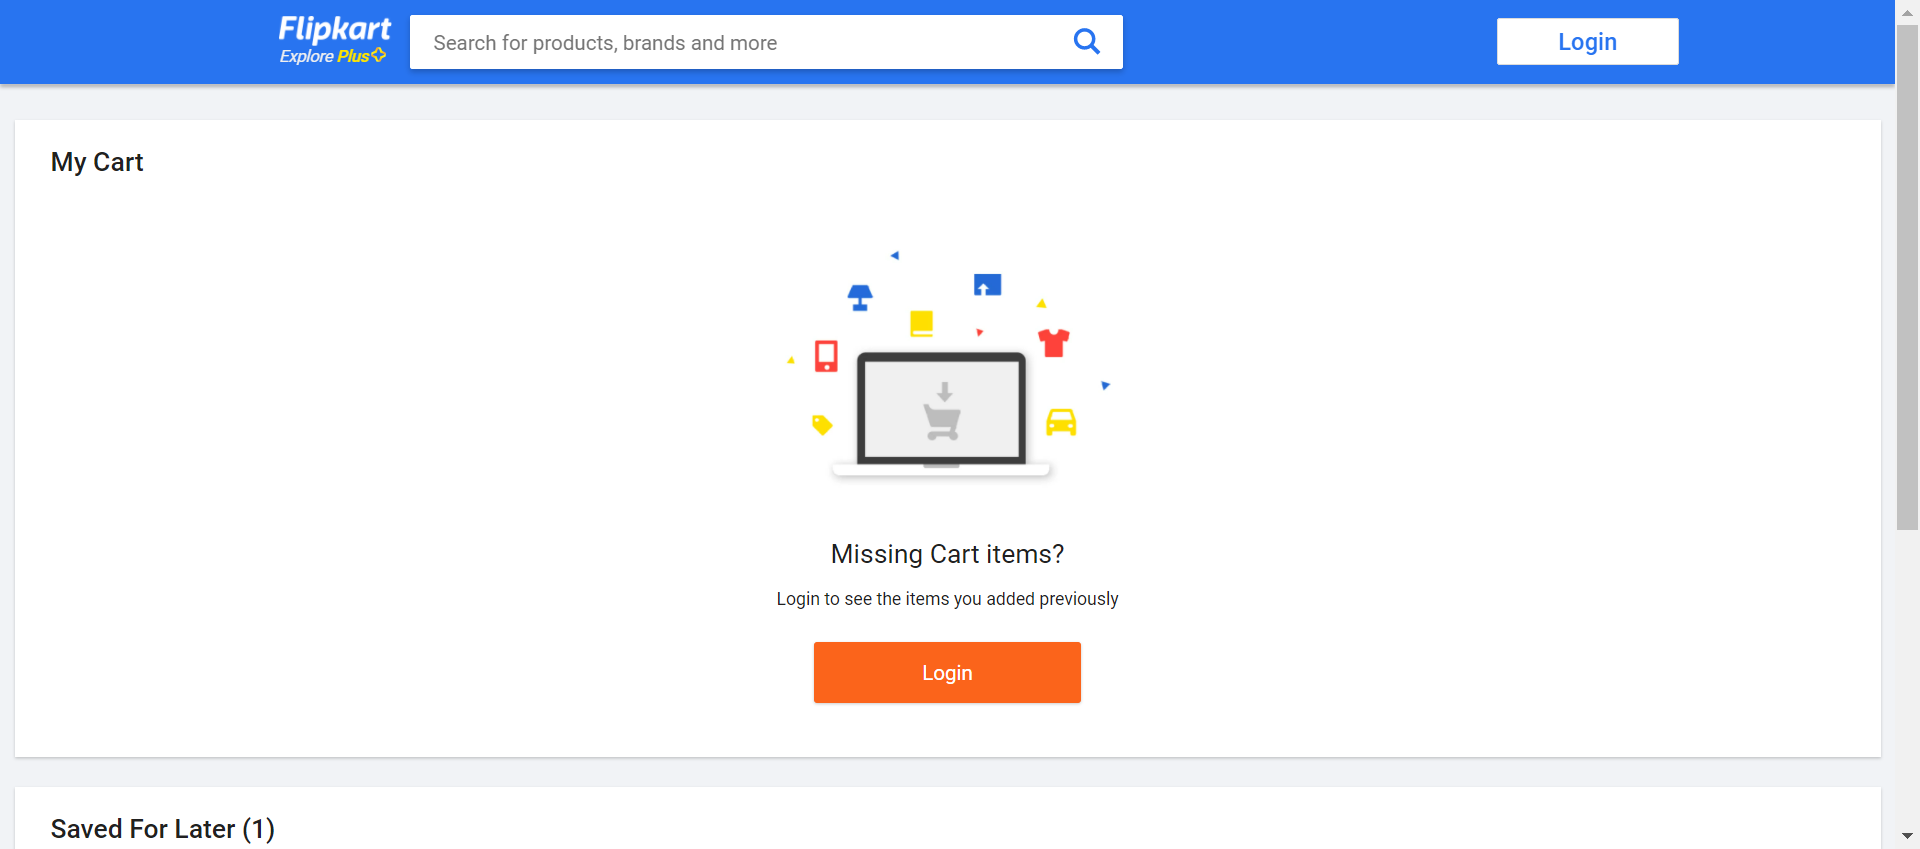 Flipkart
Explore Plus
Search for products, brands and more
Login
My Cart
Missing Cart items?
Login to see the items you added previously
Login
Saved For Later (1)